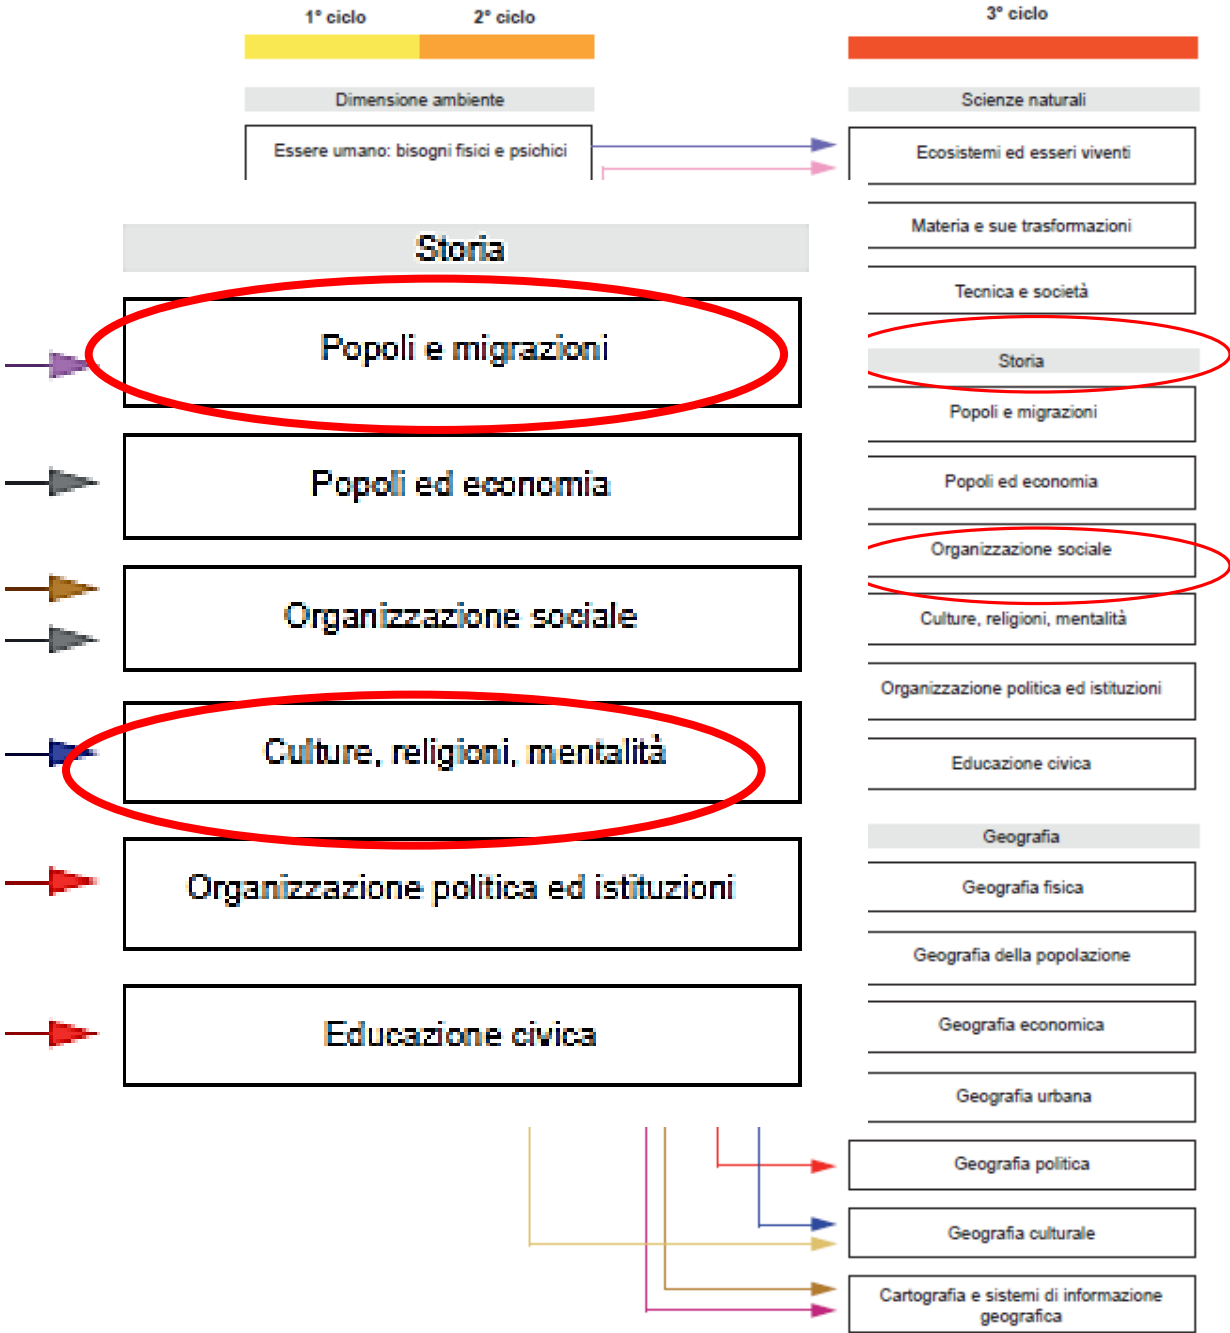 1° ciclo
2° ciclo
3° ciclo
Dimensione ambiente
Essere umano: bisogni fisici e psichici
Storia
Popoli e migrazioni
Popoli ed economia
Organizzazione sociale
Culture, religioni, mentalità
Organizzazione politica ed istituzioni
Educazione civica
Scienze naturali
Ecosistemi ed esseri viventi
Materia e sue trasformazioni
Tecnica e società
Storia
Popoli e migrazioni
Popoli ed economia
Organizzazione sociale
Culture, religioni, mentalità
Organizzazione politica ed istituzioni
Educazione civica
Geografia
Geografia fisica
Geografia della popolazione
Geografia economica
Geografia urbana
Geografia politica
Geografia culturale
Cartografia e sistemi di informazione
geografica